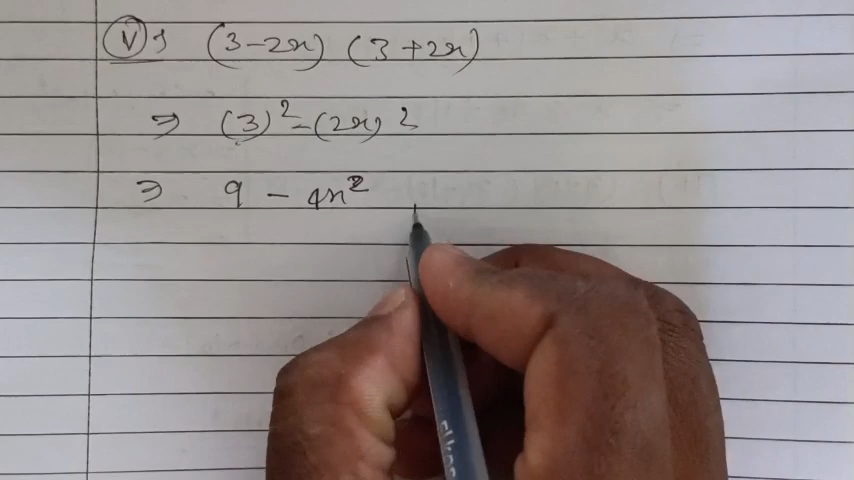 (V) (3-2x) (3+2x)
⇒ (3)²-(2x)²
⇒ 9 - 4x²